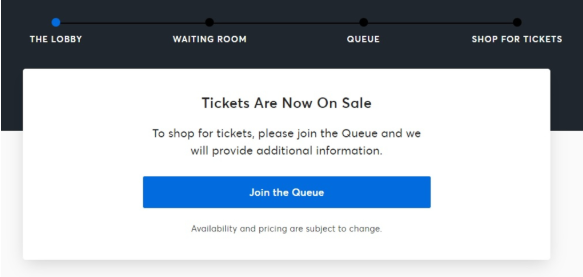 THE LOBBY WAITING ROOM QUEUE SHOP FOR TICKETS
Tickets Are Now On Sale
To shop for tickets, please join the Queue and we
will provide additional information.
Join the Queue
Availability and pricing are subject to change.